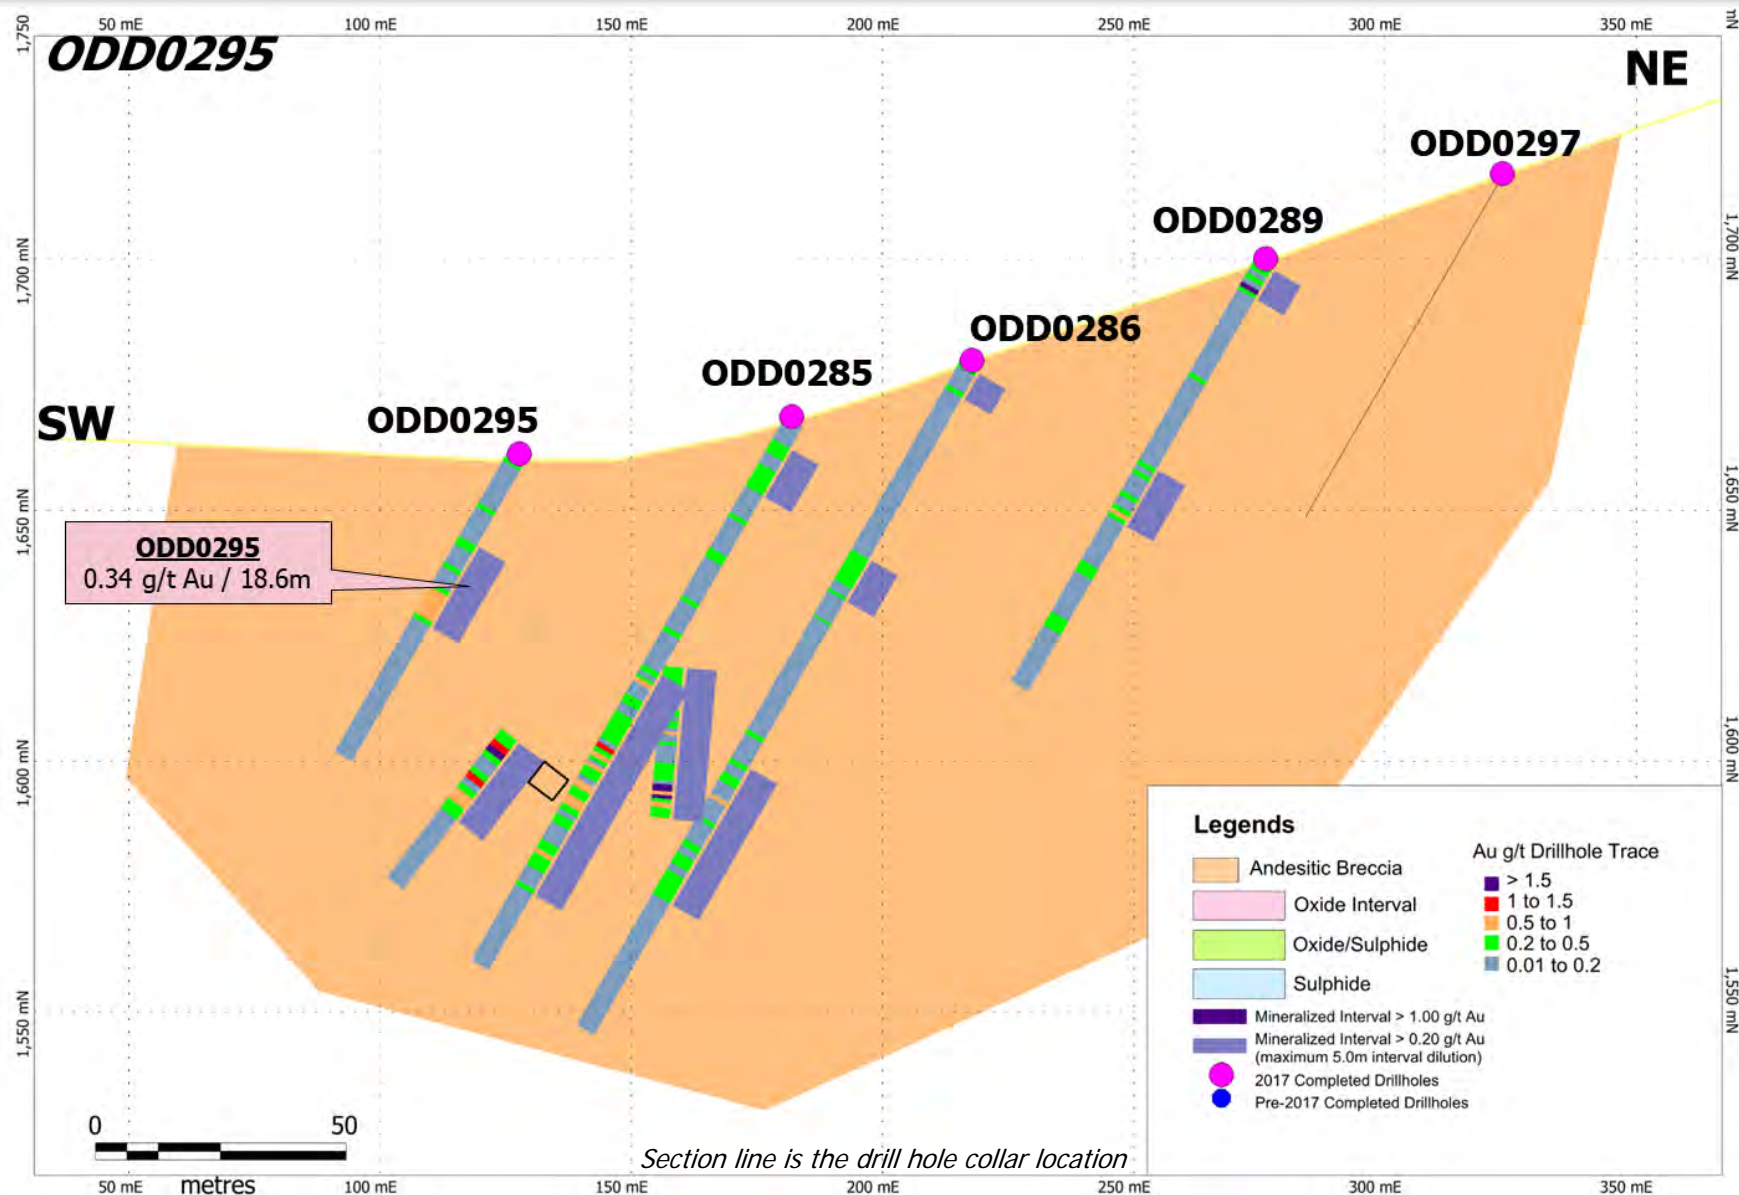 50 mE 100 mE 150 mE 200 mE 250 mE 300 mE 350 mE
1,750
mN
ODD0295
NE
ODD0297
ODD0289
1,700 mN
1,700 mN
ODD0286
ODD0285
SW
ODD0295
1,650 mN
1,650 mN
ODD0295
0.34 g/t Au / 18.6m
1,600 mN
1,600 mN
Legends
Andesitic Breccia
Oxide Interval
Oxide/Sulphide
Sulphide
Mineralized Interval > 1.00 g/t Au
Mineralized Interval > 0.20 g/t Au
(maximum 5.0m interval dilution)
2017 Completed Drillholes
Pre-2017 Completed Drillholes
Au g/t Drillhole Trace
> 1.5
1 to 1.5
0.5 to 1
0.2 to 0.5
0.01 to 0.2
1,550 mN
1,550 mN
0 50
metres
Section line is the drill hole collar location
50 mE 100 mE 150 mE 200 mE 250 mE 300 mE 350 mE